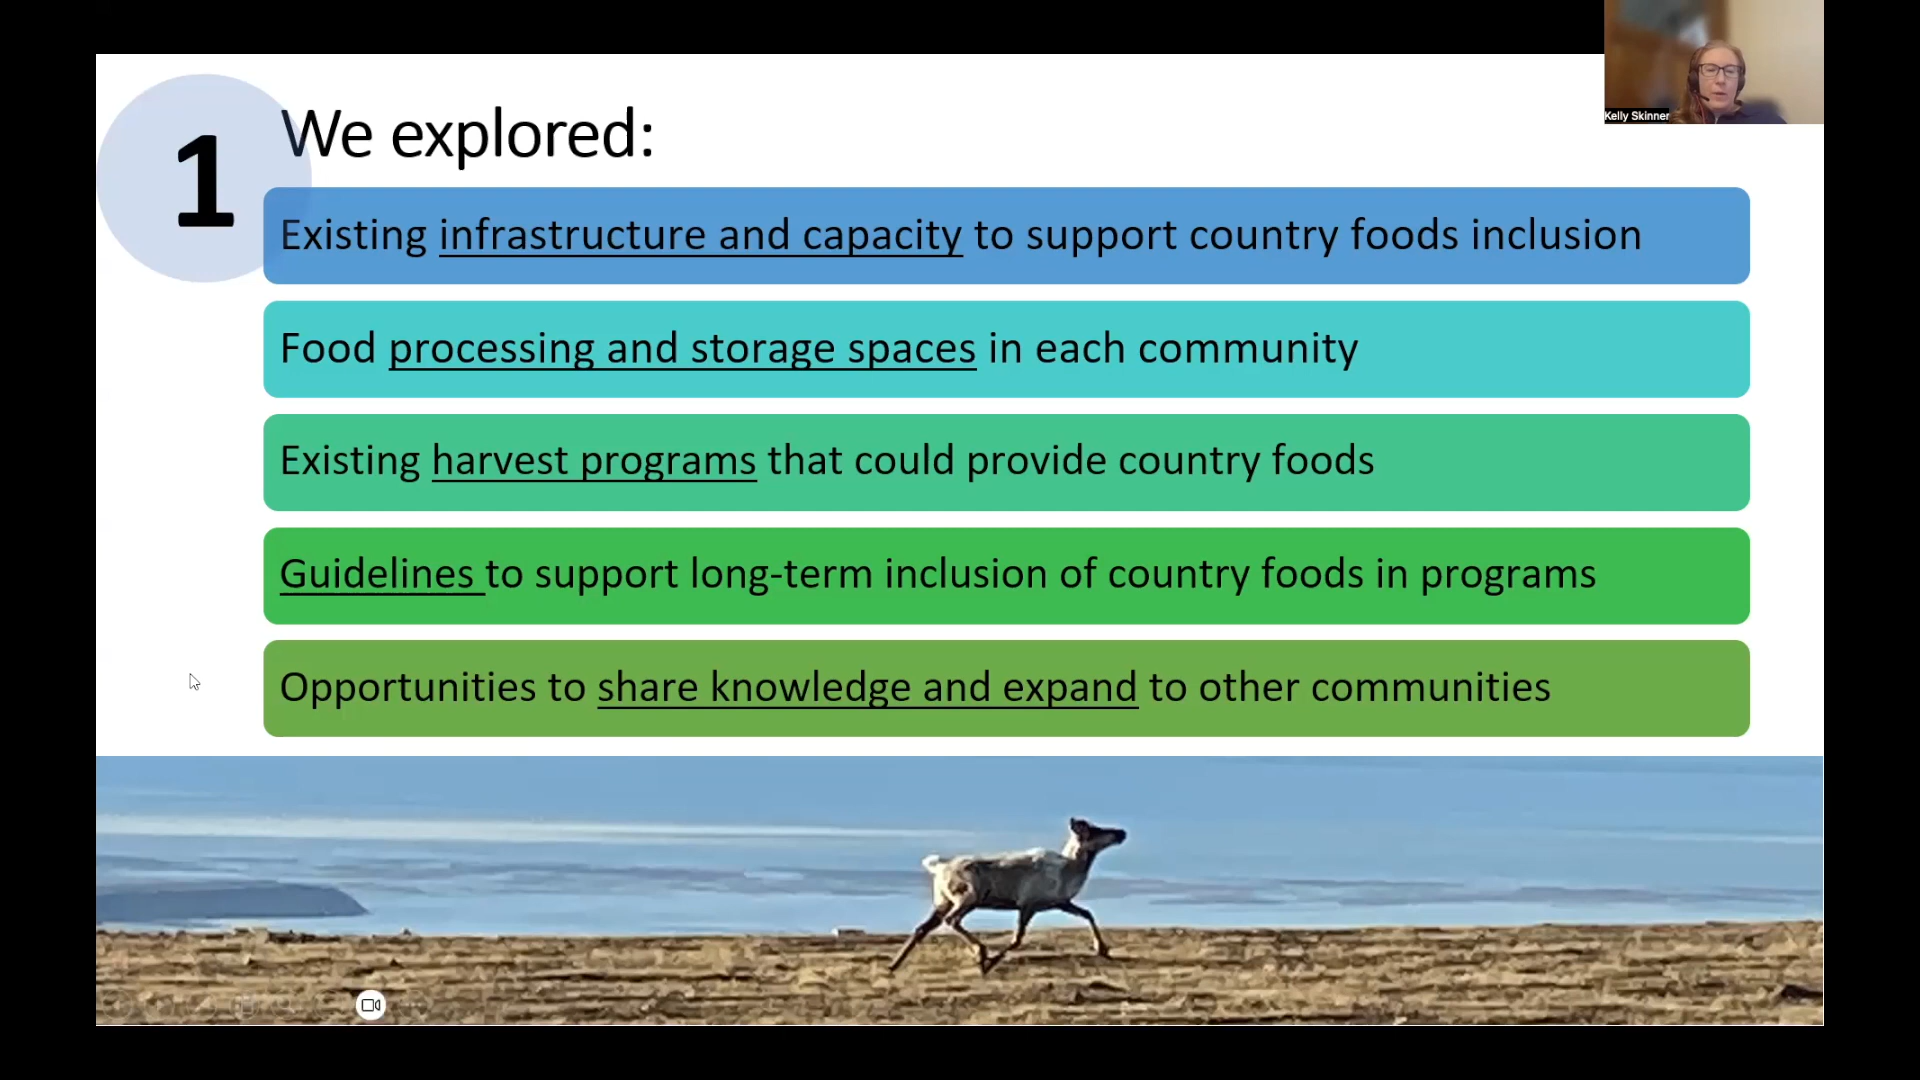 Kelly Skinner
1
We explored:
Existing infrastructure and capacity to support country foods inclusion
Food processing and storage spaces in each community
Existing harvest programs that could provide country foods
Guidelines to support long-term inclusion of country foods in programs
Opportunities to share knowledge and expand to other communities